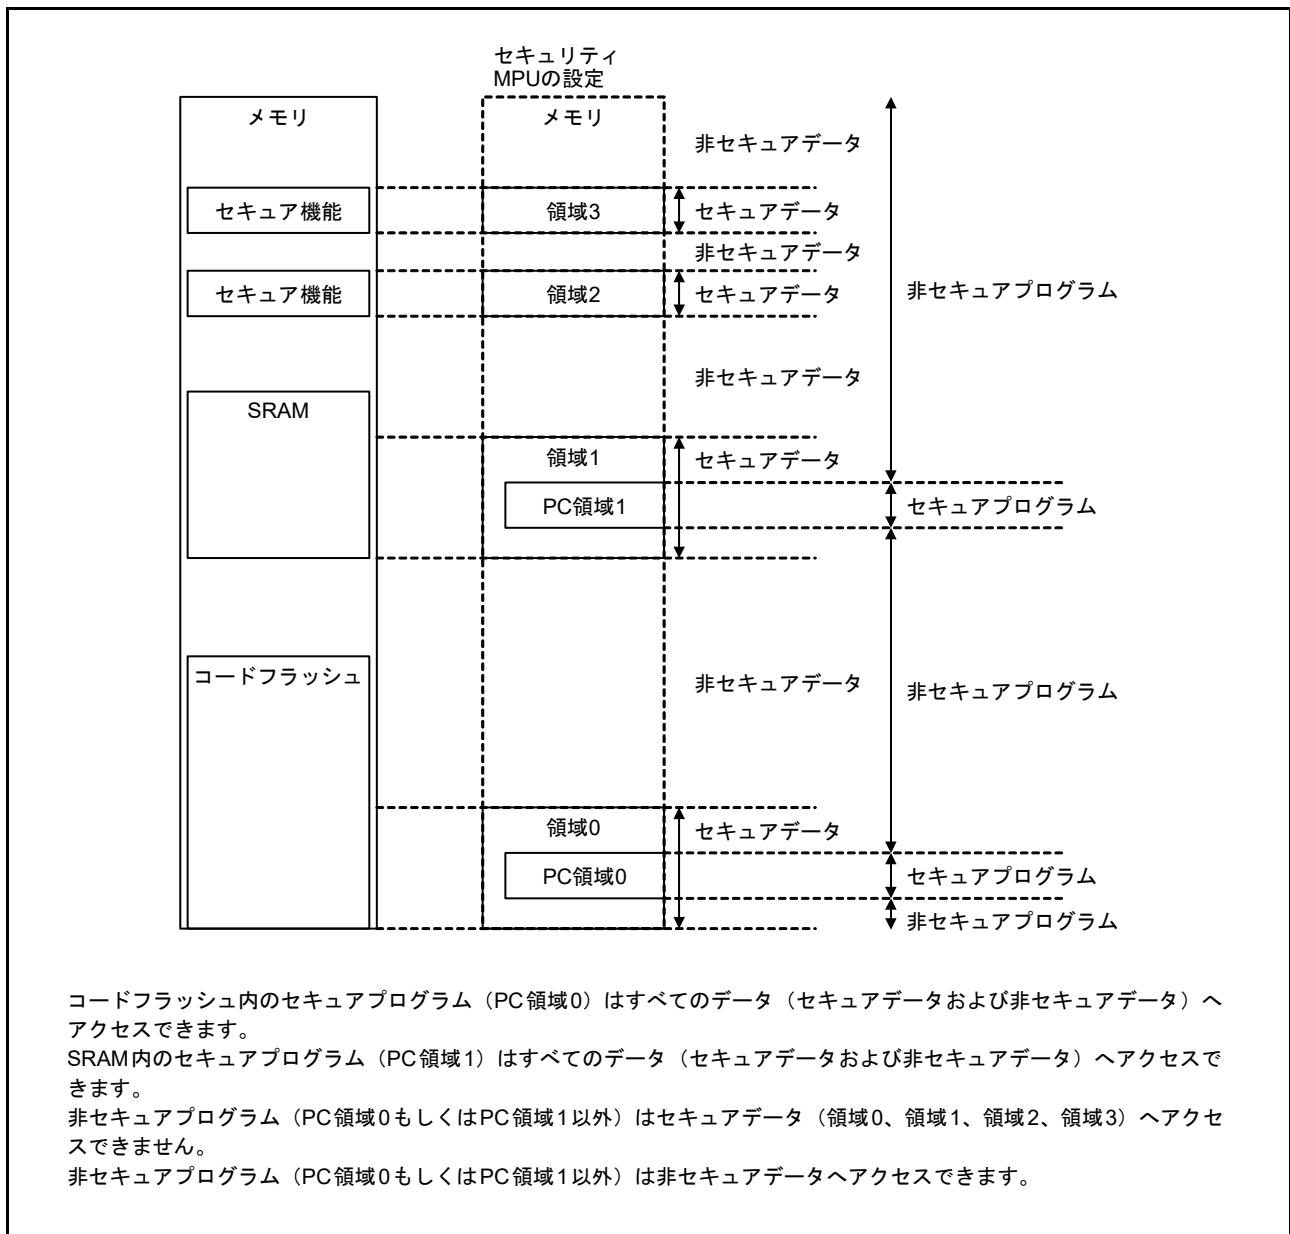 セキュリティ
MPUの設定
メモリ
メモリ
非セキュアデータ
セキュア機能
領域3
セキュアデータ
非セキュアデータ
セキュア機能
領域2
セキュアデータ
非セキュアプログラム
非セキュアデータ
SRAM
領域1
セキュアデータ
PC領域1
セキュアプログラム
コードフラッシュ
非セキュアデータ
非セキュアプログラム
領域0
セキュアデータ
PC領域0
セキュアプログラム
非セキュアプログラム
コードフラッシュ内のセキュアプログラム（PC領域0）はすべてのデータ（セキュアデータおよび非セキュアデータ）へ
アクセスできます。
SRAM内のセキュアプログラム（PC領域1）はすべてのデータ（セキュアデータおよび非セキュアデータ）へアクセスで
きます。
非セキュアプログラム（PC領域0もしくはPC領域1以外）はセキュアデータ（領域0、領域1、領域2、領域3）へアクセ
スできません。
非セキュアプログラム（PC領域0もしくはPC領域1以外）は非セキュアデータへアクセスできます。